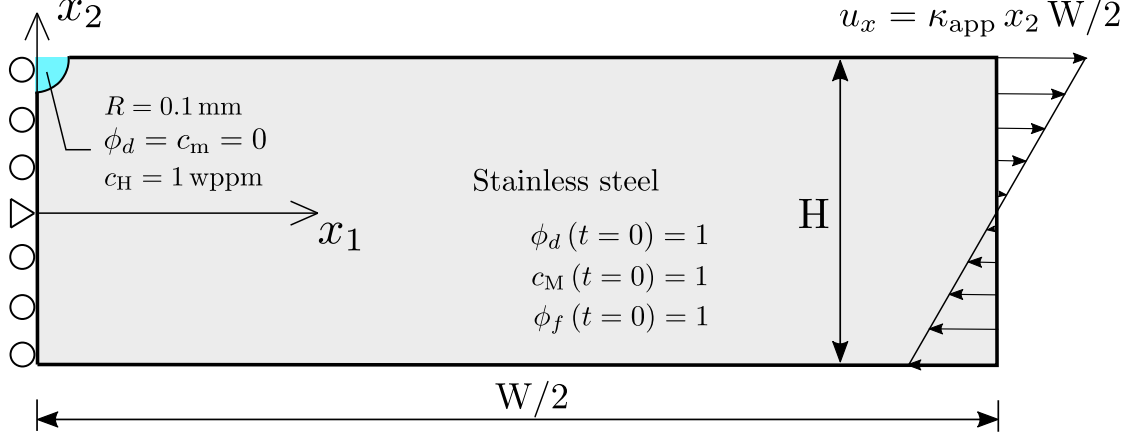 x₂
uₓ = κ_app x₂ W/2
R = 0.1 mm
ϕ_d = c_m = 0
c_H = 1 wppm
Stainless steel
H
x₁
ϕ_d (t = 0) = 1
c_M (t = 0) = 1
ϕ_f (t = 0) = 1
W/2